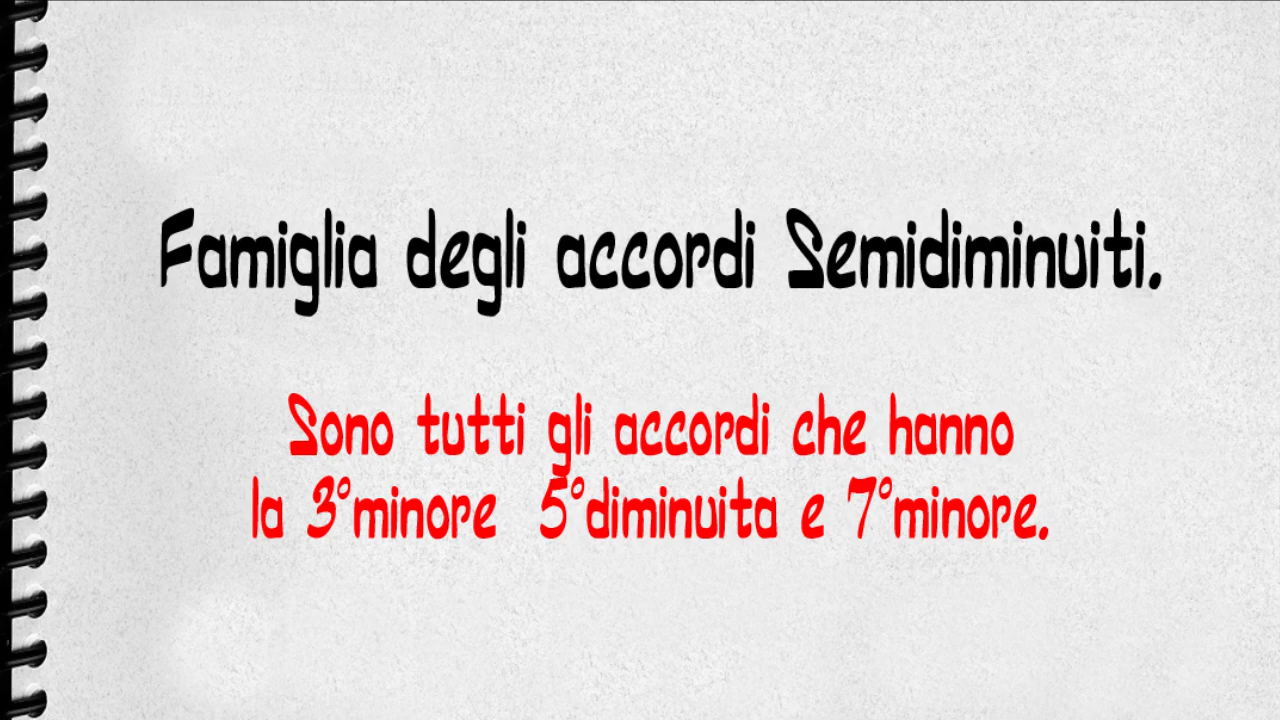 Famiglia degli accordi Semidiminuiti.
Sono tutti gli accordi che hanno
la 3°minore 5°diminuita e 7°minore.